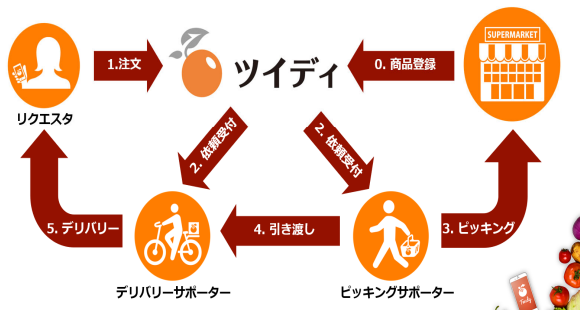 1.注文
ツイディ
0. 商品登録
SUPERMARKET
リクエスタ
2. 依頼受付
2. 依頼受付
5. デリバリー
4. 引き渡し
3. ピッキング
デリバリーサポーター
ピッキングサポーター
Twidy